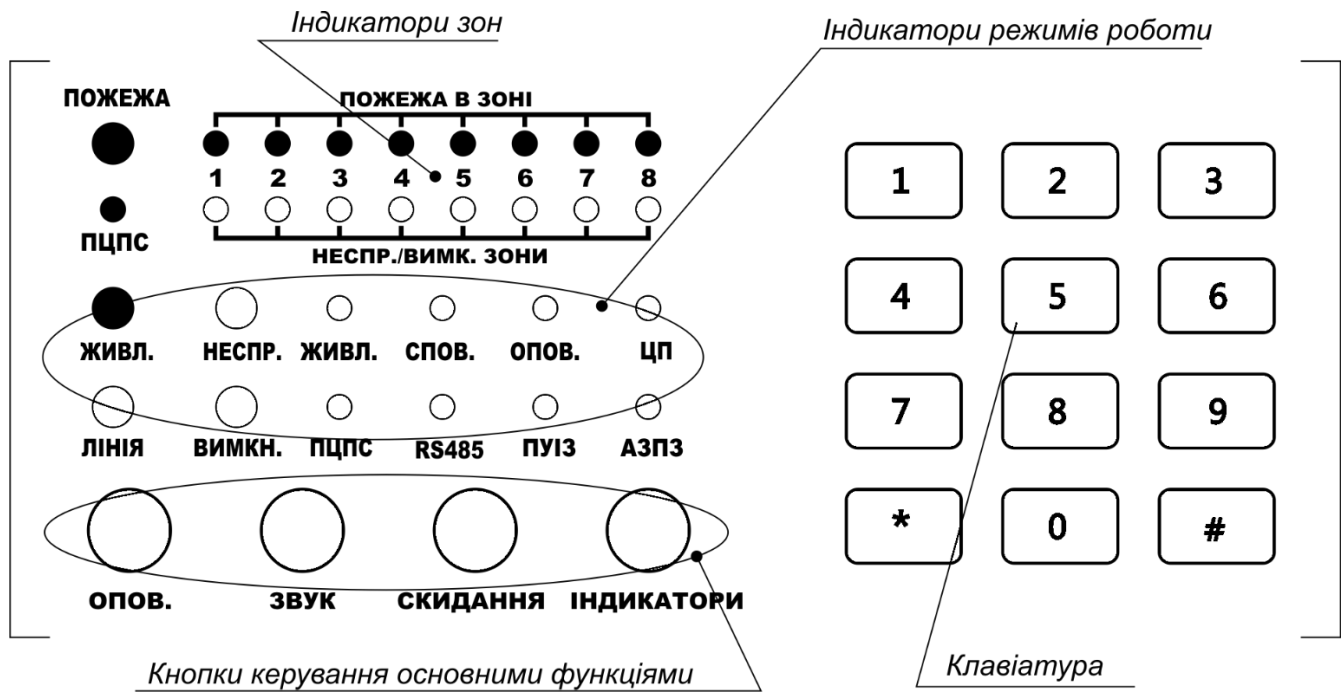 Індикатори зон
Індикатори режимів роботи
ПОЖЕЖА
ПОЖЕЖА В ЗОНІ
1 2 3 4 5 6 7 8
ПЦПС
НЕСПР./ВИМК. ЗОНИ
ЖИВЛ. НЕСПР. ЖИВЛ. СПОВ. ОПОВ. ЦП
ЛІНІЯ ВИМКН. ПЦПС RS485 ПУІЗ АЗПЗ
ОПОВ. ЗВУК СКИДАННЯ ІНДИКАТОРИ
1 2 3
4 5 6
7 8 9
* 0 #
Кнопки керування основними функціями
Клавіатура